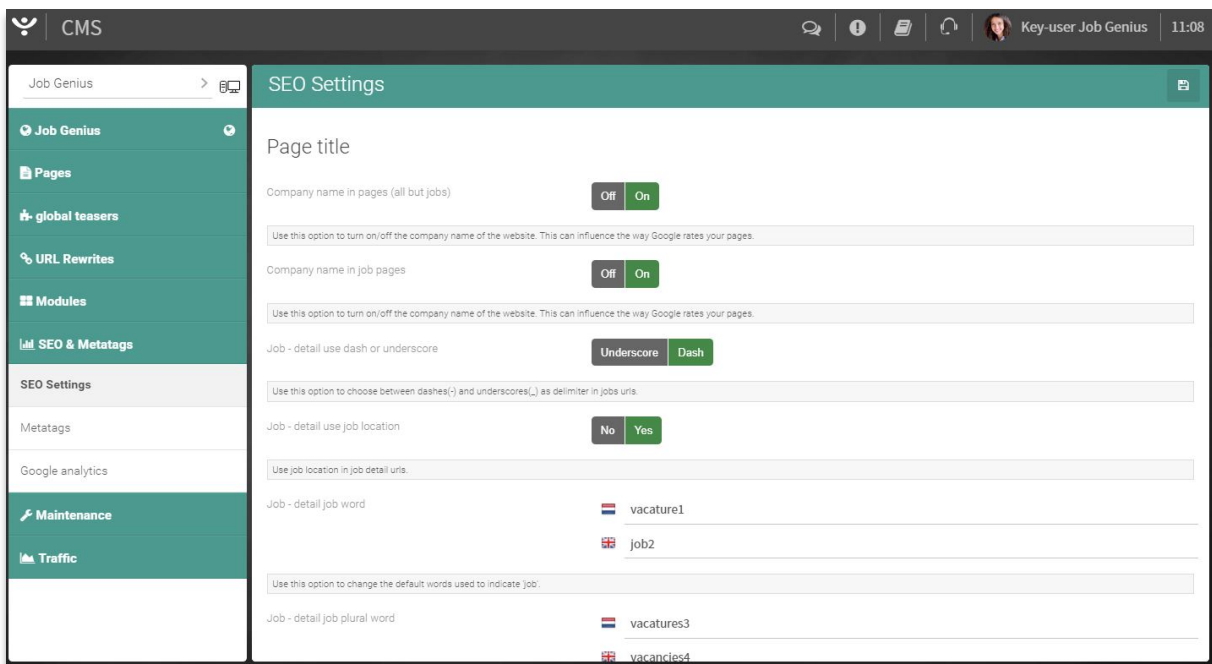 CMS
Key-user Job Genius
11:08
Job Genius
Job Genius
Pages
global teasers
URL Rewrites
Modules
SEO & Metatags
SEO Settings
Metatags
Google analytics
Maintenance
Traffic
SEO Settings
Page title
Company name in pages (all but jobs)
Off On
Use this option to turn on/off the company name of the website. This can influence the way Google rates your pages.
Company name in job pages
Off On
Use this option to turn on/off the company name of the website. This can influence the way Google rates your pages.
Job - detail use dash or underscore
Underscore Dash
Use this option to choose between dashes(-) and underscores(_) as delimiter in jobs urls.
Job - detail use job location
No Yes
Use job location in job detail urls.
Job - detail job word
vacature1
job2
Use this option to change the default words used to indicate 'job'.
Job - detail job plural word
vacatures3
vacancies4